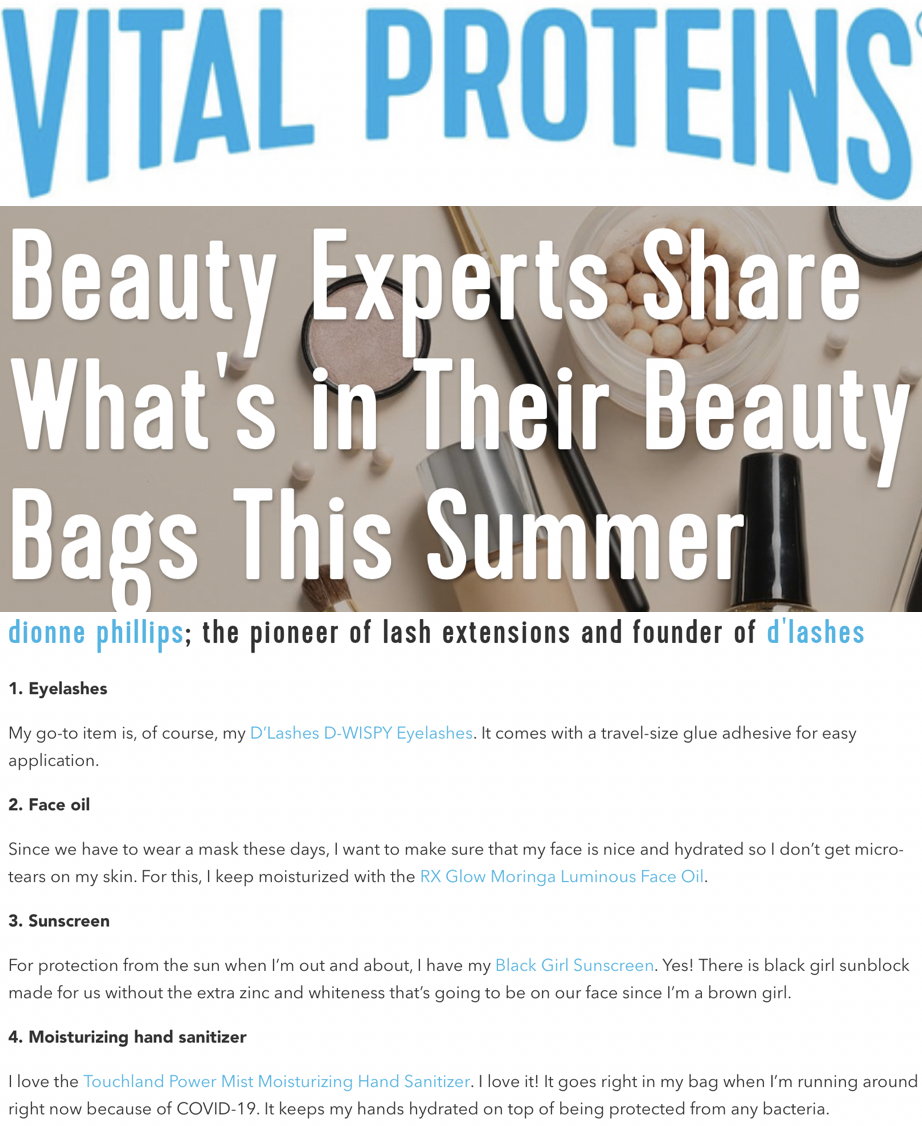 VITAL PROTEINS
Beauty Experts Share
What's in Their Beauty
Bags This Summer
dionne phillips; the pioneer of lash extensions and founder of d'lashes
1. Eyelashes
My go-to item is, of course, my D’Lashes D-WISPY Eyelashes. It comes with a travel-size glue adhesive for easy
application.
2. Face oil
Since we have to wear a mask these days, I want to make sure that my face is nice and hydrated so I don’t get micro-
tears on my skin. For this, I keep moisturized with the RX Glow Moringa Luminous Face Oil.
3. Sunscreen
For protection from the sun when I’m out and about, I have my Black Girl Sunscreen. Yes! There is black girl sunblock
made for us without the extra zinc and whiteness that’s going to be on our face since I’m a brown girl.
4. Moisturizing hand sanitizer
I love the Touchland Power Mist Moisturizing Hand Sanitizer. I love it! It goes right in my bag when I’m running around
right now because of COVID-19. It keeps my hands hydrated on top of being protected from any bacteria.